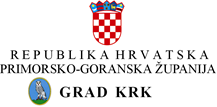 REPUBLIKA HRVATSKA
PRIMORSKO-GORANSKA ŽUPANIJA
GRAD KRK